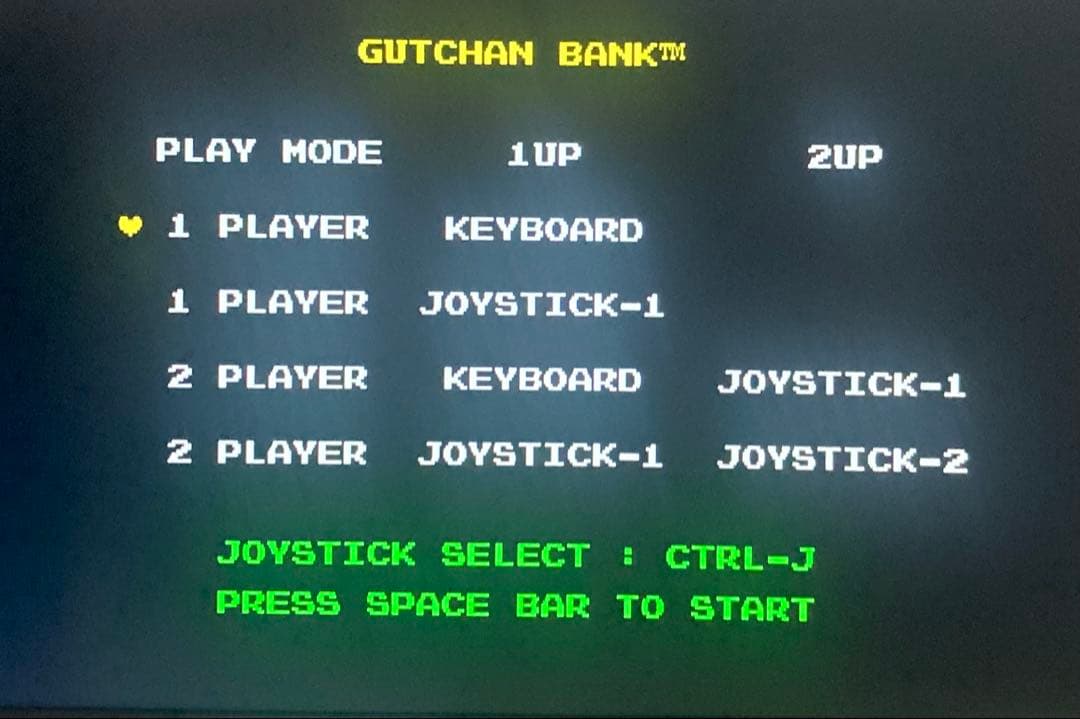 GUTCHAN BANK™
PLAY MODE 1UP 2UP
1 PLAYER KEYBOARD
1 PLAYER JOYSTICK-1
2 PLAYER KEYBOARD JOYSTICK-1
2 PLAYER JOYSTICK-1 JOYSTICK-2
JOYSTICK SELECT : CTRL-J
PRESS SPACE BAR TO START